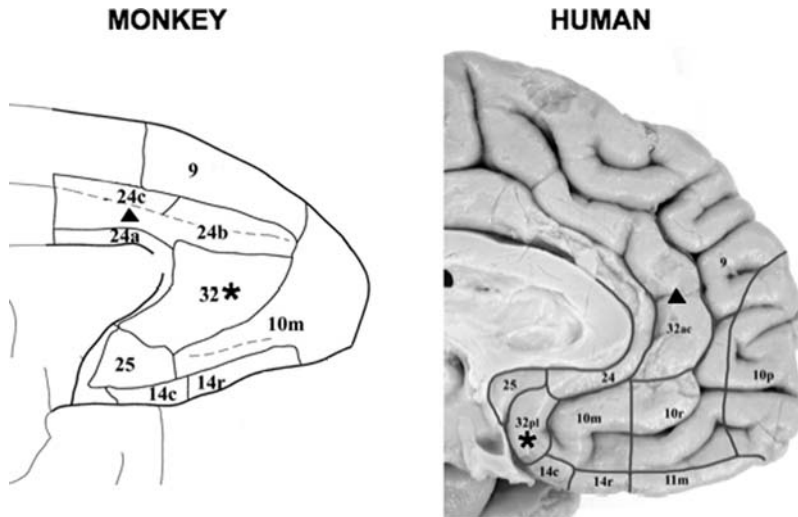 MONKEY
HUMAN
9
24c
24b
24a
32 *
10m
25
14c
14r
9
32ac
10p
25
24
10m
10r
32pl
*
14c
14r
11m